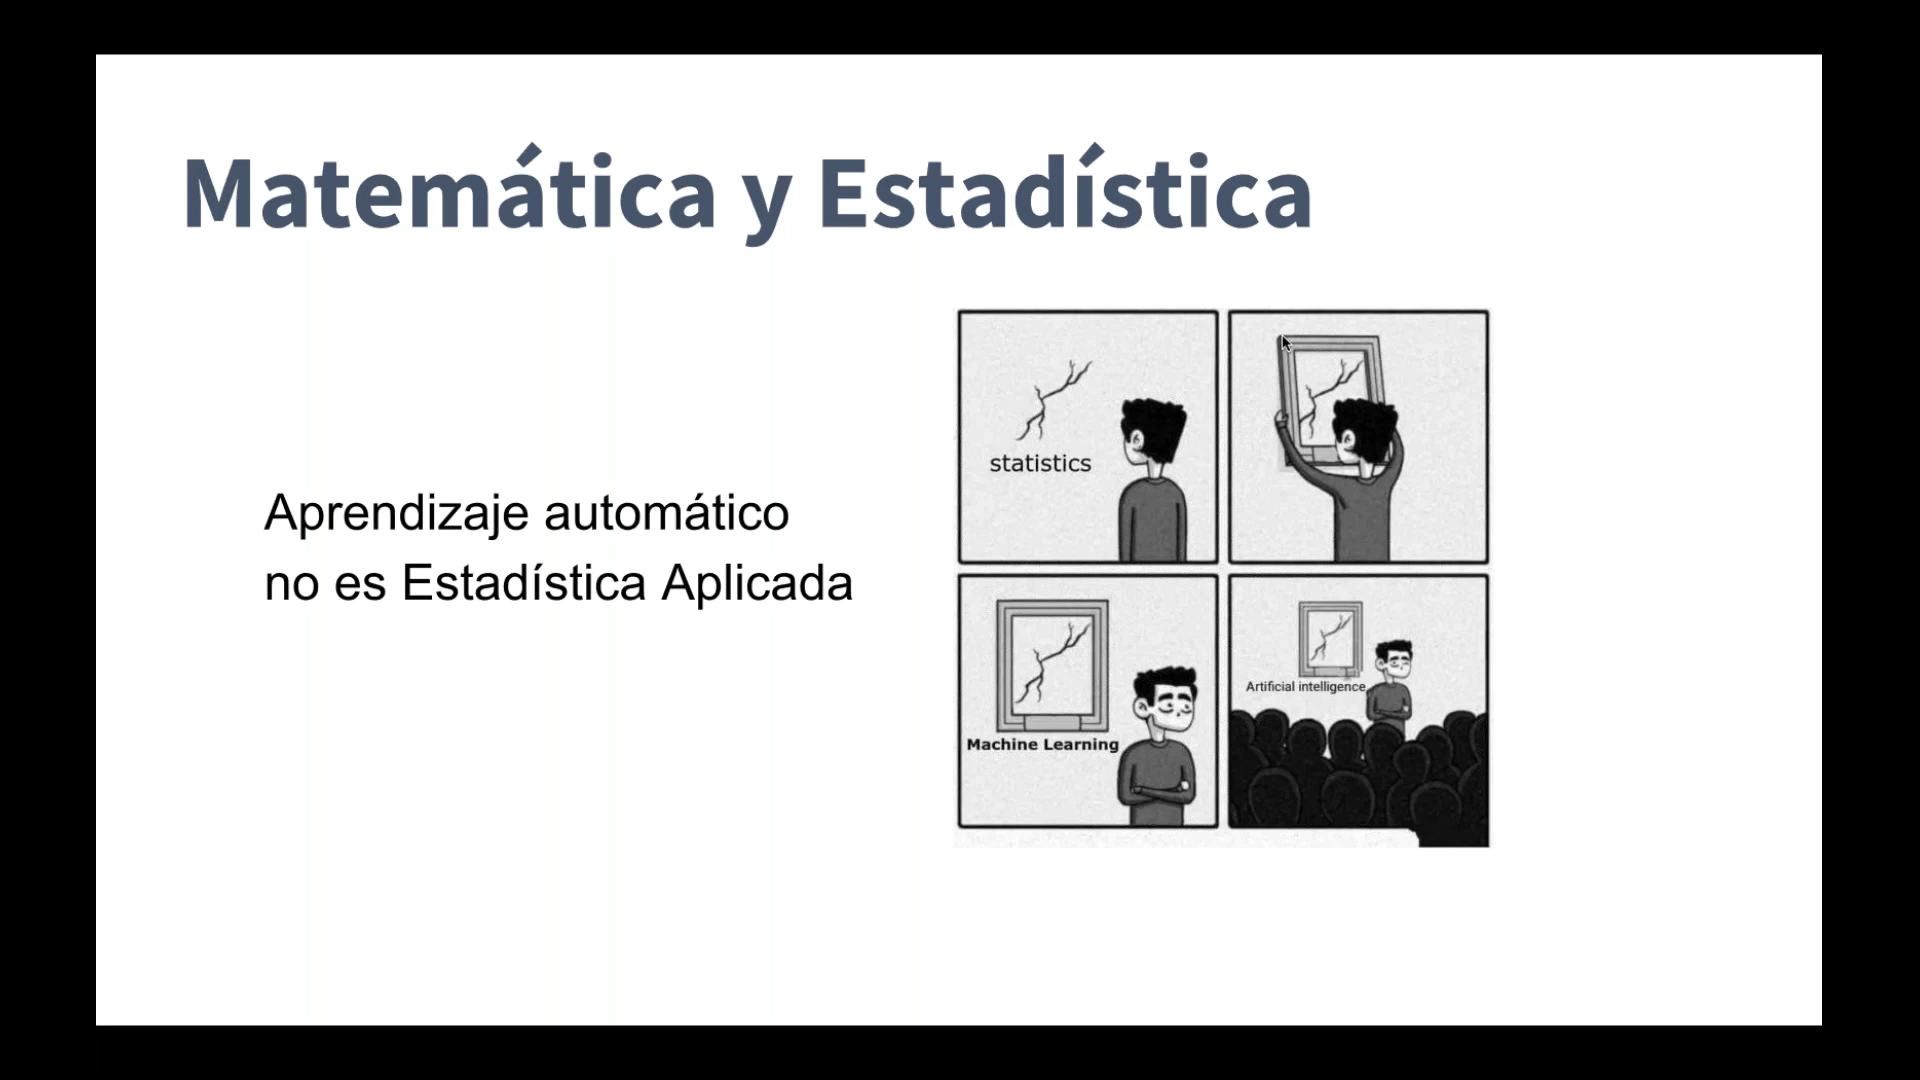 Matemática y Estadística
Aprendizaje automático
no es Estadística Aplicada
statistics
Machine Learning
Artificial intelligence